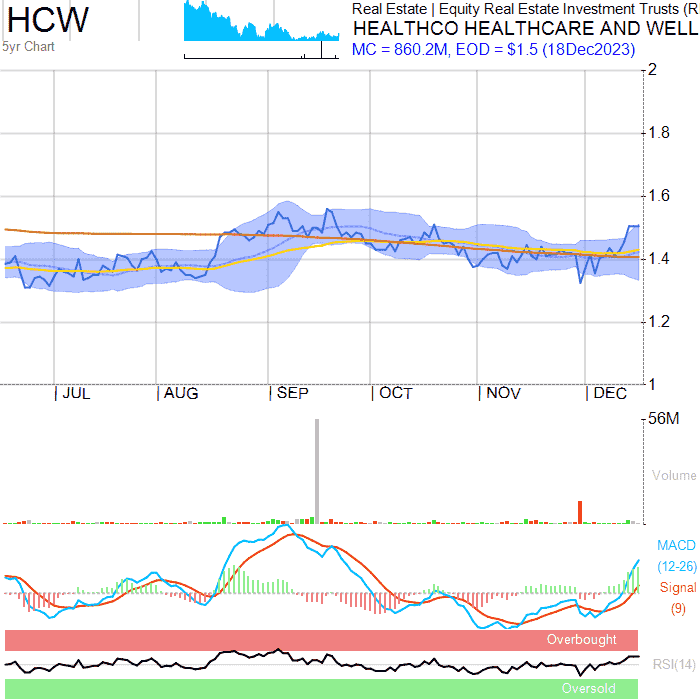 HCW
5yr Chart
Real Estate | Equity Real Estate Investment Trusts (R
HEALTHCO HEALTHCARE AND WELL
MC = 860.2M, EOD = $1.5 (18Dec2023)
2
1.8
1.6
1.4
1.2
1
JUL AUG SEP OCT NOV DEC
56M
Volume
MACD
(12-26)
Signal
(9)
Overbought
RSI(14)
Oversold